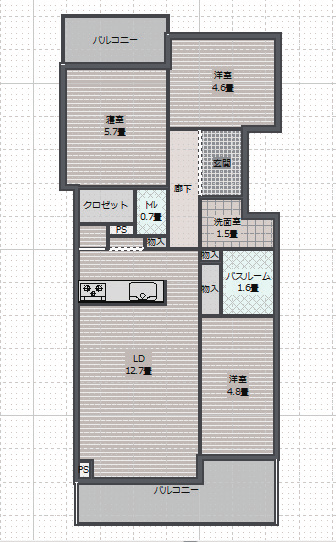 バルコニー
洋室
4.6畳
寝室
5.7畳
玄関
廊下
クロゼット
トイレ
0.7畳
洗面室
1.5畳
PS
物入
物入
バスルーム
1.6畳
物入
LD
12.7畳
洋室
4.8畳
PS
バルコニー